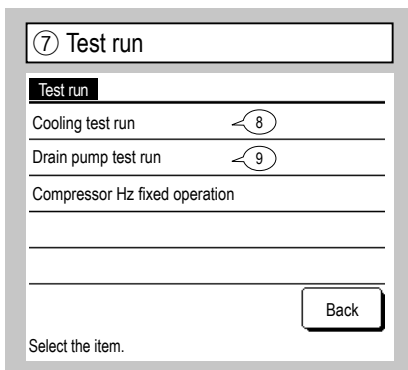 ⑦ Test run
Test run
Cooling test run ⑧
Drain pump test run ⑨
Compressor Hz fixed operation
Back
Select the item.